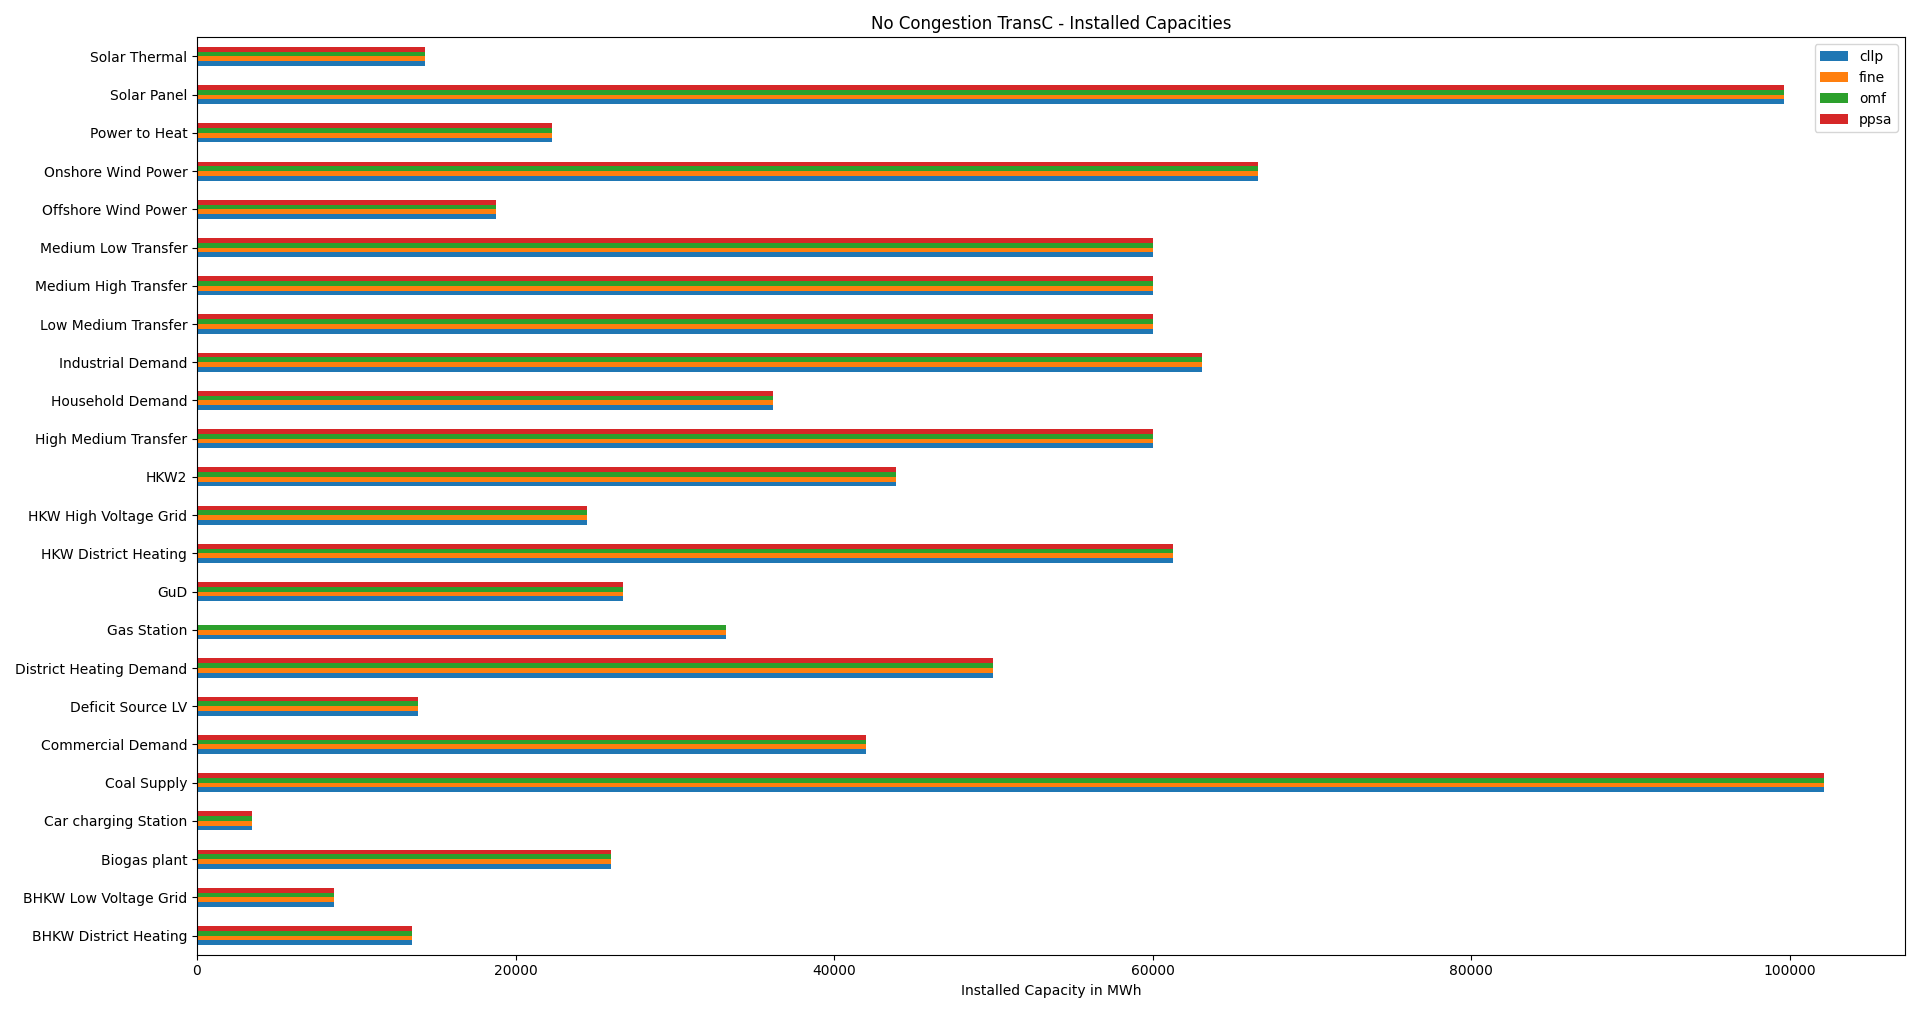 No Congestion TransC - Installed Capacities
cllp
fine
omf
ppsa
Solar Thermal
Solar Panel
Power to Heat
Onshore Wind Power
Offshore Wind Power
Medium Low Transfer
Medium High Transfer
Low Medium Transfer
Industrial Demand
Household Demand
High Medium Transfer
HKW2
HKW High Voltage Grid
HKW District Heating
GuD
Gas Station
District Heating Demand
Deficit Source LV
Commercial Demand
Coal Supply
Car charging Station
Biogas plant
BHKW Low Voltage Grid
BHKW District Heating
0 20000 40000 60000 80000 100000
Installed Capacity in MWh